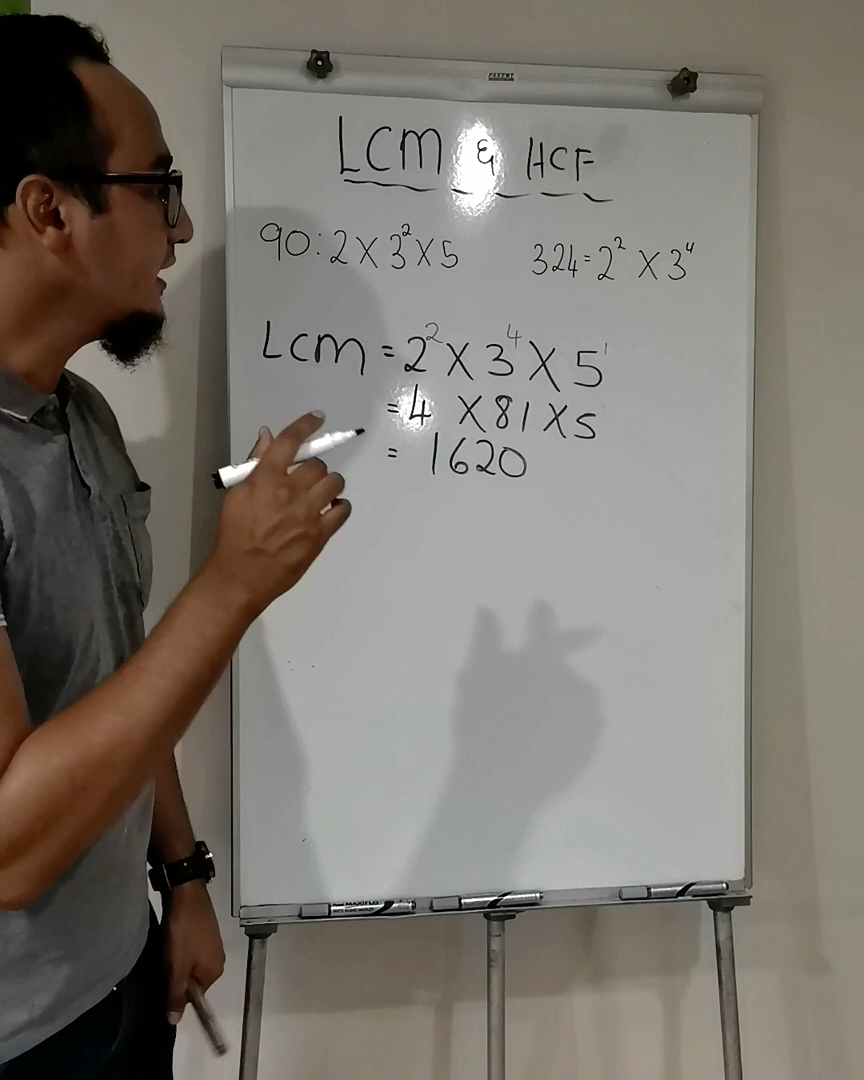 LCM & HCF
90:2×3²×5 324=2²×3⁴
LCM=2²×3⁴×5¹
=4×81×5
=1620